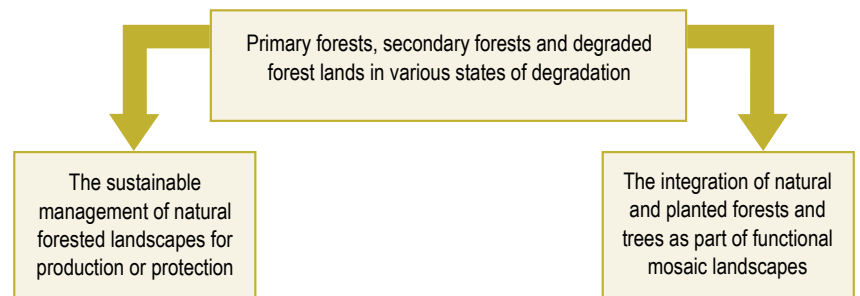 Primary forests, secondary forests and degraded
forest lands in various states of degradation
The sustainable
management of natural
forested landscapes for
production or protection
The integration of natural
and planted forests and
trees as part of functional
mosaic landscapes